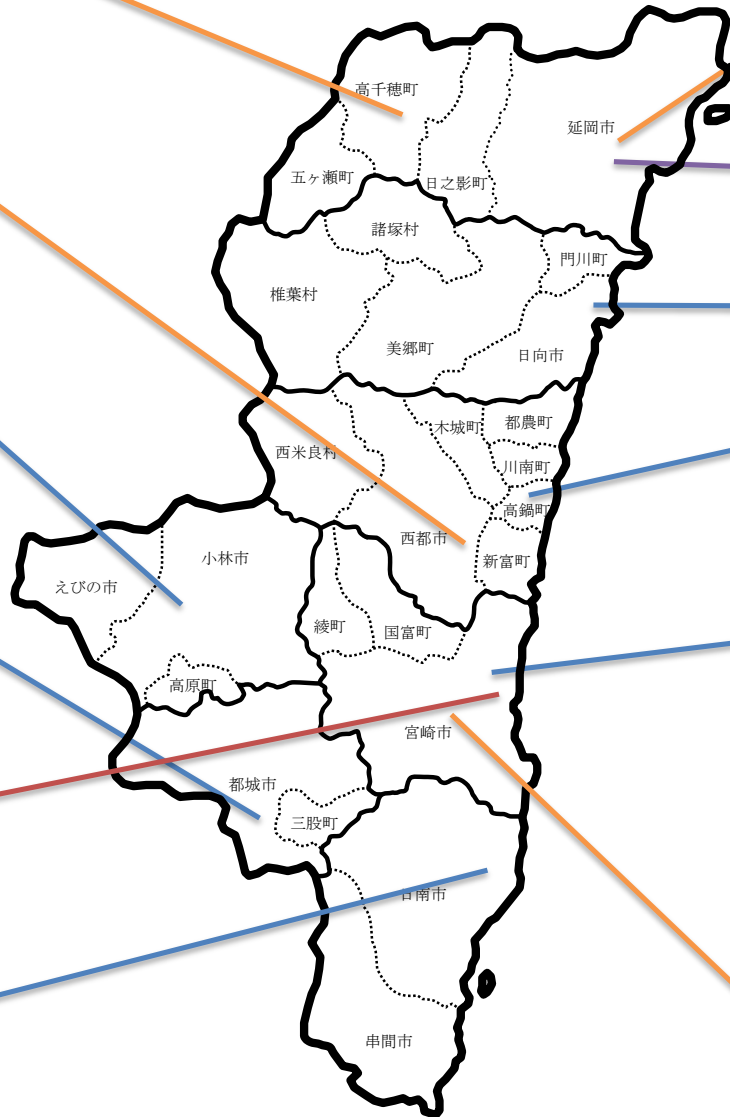 高千穂町
延岡市
五ヶ瀬町
日之影町
諸塚村
門川町
椎葉村
美郷町
日向市
木城町
都農町
西米良村
川南町
高鍋町
西都市
新富町
小林市
えびの市
綾町
国富町
高原町
宮崎市
都城市
三股町
日南市
串間市